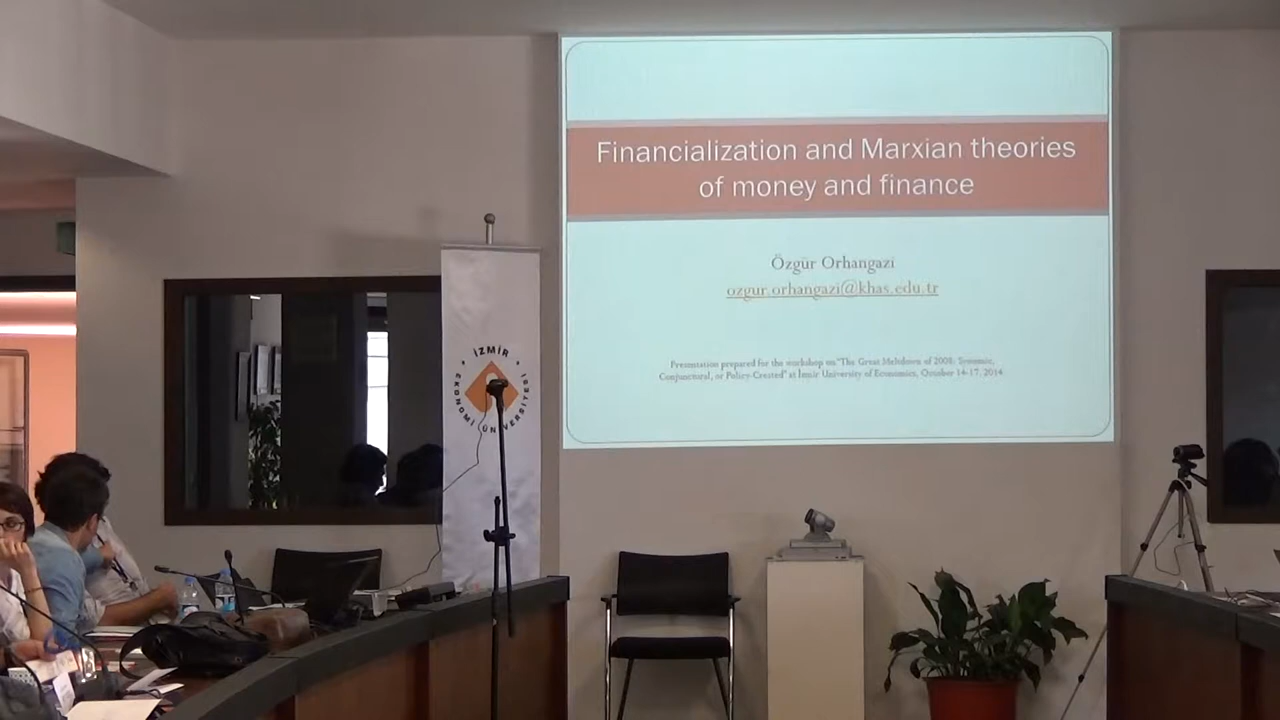 Financialization and Marxian theories
of money and finance
Özgür Orhangazi
ozgur.orhangazi@khas.edu.tr
Presentation prepared for the workshop on "The Great Meltdown of 2008: Systemic,
Conjunctural, or Policy-Created" at Izmir University of Economics, October 14-17, 2014
İZMİR
EKONOMİ ÜNİVERSİTESİ